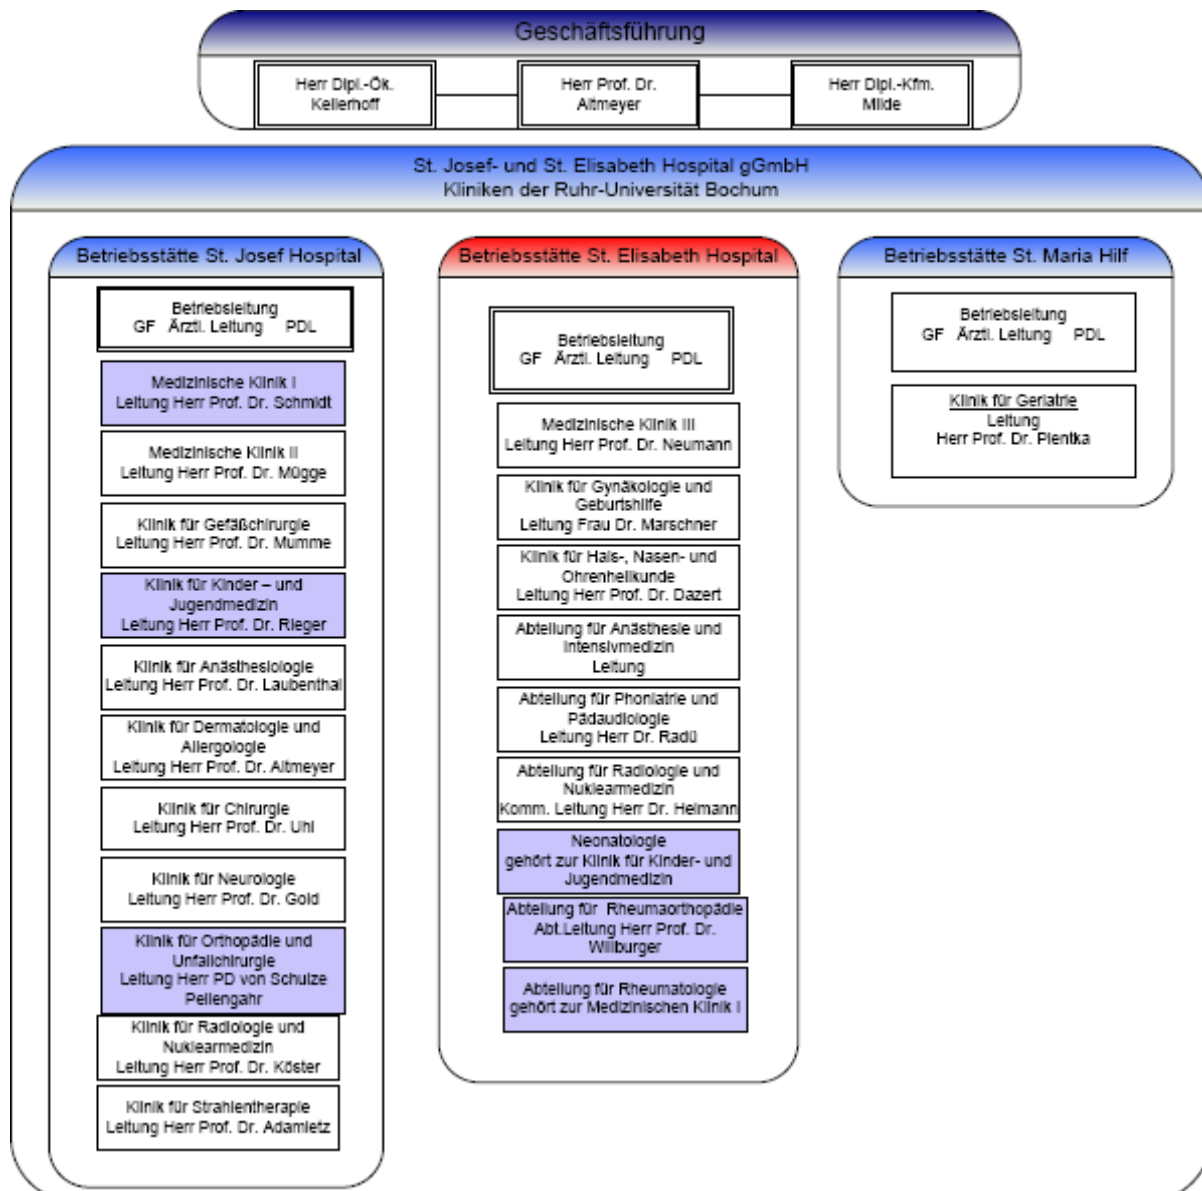 Geschäftsführung
Herr Dipl.-Ök.
Kellerhoff
Herr Prof. Dr.
Altmeyer
Herr Dipl.-Kfm.
Milde
St. Josef- und St. Elisabeth Hospital gGmbH
Kliniken der Ruhr-Universität Bochum
Betriebsstätte St. Josef Hospital
Betriebsleitung
GF Ärztl. Leitung PDL
Medizinische Klinik I
Leitung Herr Prof. Dr. Schmidt
Medizinische Klinik II
Leitung Herr Prof. Dr. Mügge
Klinik für Gefäßchirurgie
Leitung Herr Prof. Dr. Mumme
Klinik für Kinder – und
Jugendmedizin
Leitung Herr Prof. Dr. Rieger
Klinik für Anästhesiologie
Leitung Herr Prof. Dr. Laubenthal
Klinik für Dermatologie und
Allergologie
Leitung Herr Prof. Dr. Altmeyer
Klinik für Chirurgie
Leitung Herr Prof. Dr. Uhl
Klinik für Neurologie
Leitung Herr Prof. Dr. Gold
Klinik für Orthopädie und
Unfallchirurgie
Leitung Herr PD von Schulze
Pellengahr
Klinik für Radiologie und
Nuklearmedizin
Leitung Herr Prof. Dr. Köster
Klinik für Strahlentherapie
Leitung Herr Prof. Dr. Adamietz
Betriebsstätte St. Elisabeth Hospital
Betriebsleitung
GF Ärztl. Leitung PDL
Medizinische Klinik III
Leitung Herr Prof. Dr. Neumann
Klinik für Gynäkologie und
Geburtshilfe
Leitung Frau Dr. Marschner
Klinik für Hals-, Nasen- und
Ohrenheilkunde
Leitung Herr Prof. Dr. Dazert
Abteilung für Anästhesie und
Intensivmedizin
Leitung
Abteilung für Phoniatrie und
Pädaudiologie
Leitung Herr Dr. Radü
Abteilung für Radiologie und
Nuklearmedizin
Komm. Leitung Herr Dr. Heimann
Neonatologie
gehört zur Klinik für Kinder- und
Jugendmedizin
Abteilung für Rheumaorthopädie
Abt.Leitung Herr Prof. Dr.
Willburger
Abteilung für Rheumatologie
gehört zur Medizinischen Klinik I
Betriebsstätte St. Maria Hilf
Betriebsleitung
GF Ärztl. Leitung PDL
Klinik für Geriatrie
Leitung
Herr Prof. Dr. Pientka